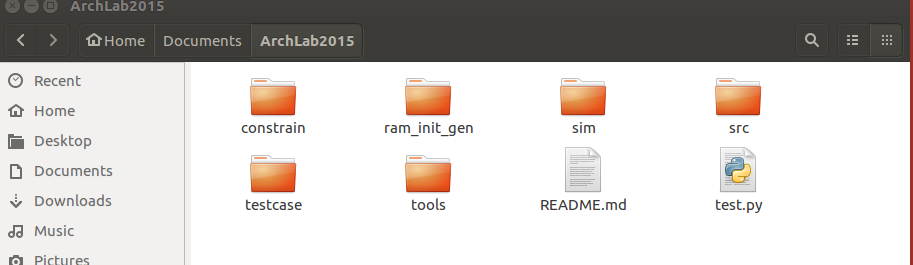 ArchLab2015
Home Documents ArchLab2015
Recent
Home
Desktop
Documents
Downloads
Music
Pictures
constrain ram_init_gen sim src
testcase tools README.md test.py